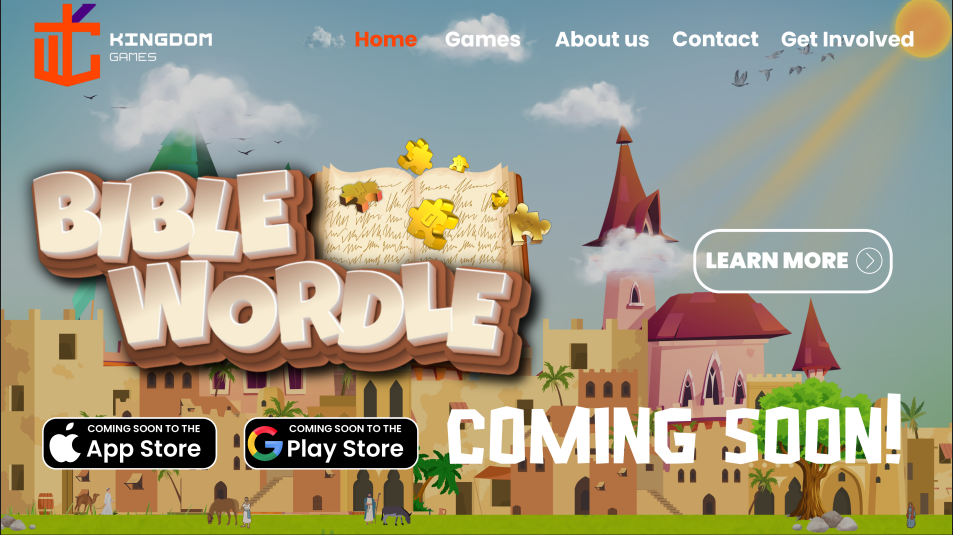 KINGDOM
GAMES
Home Games About us Contact Get Involved
BIBLE
WORDLE
LEARN MORE
COMING SOON TO THE
App Store
COMING SOON TO THE
Play Store
COMING SOON!